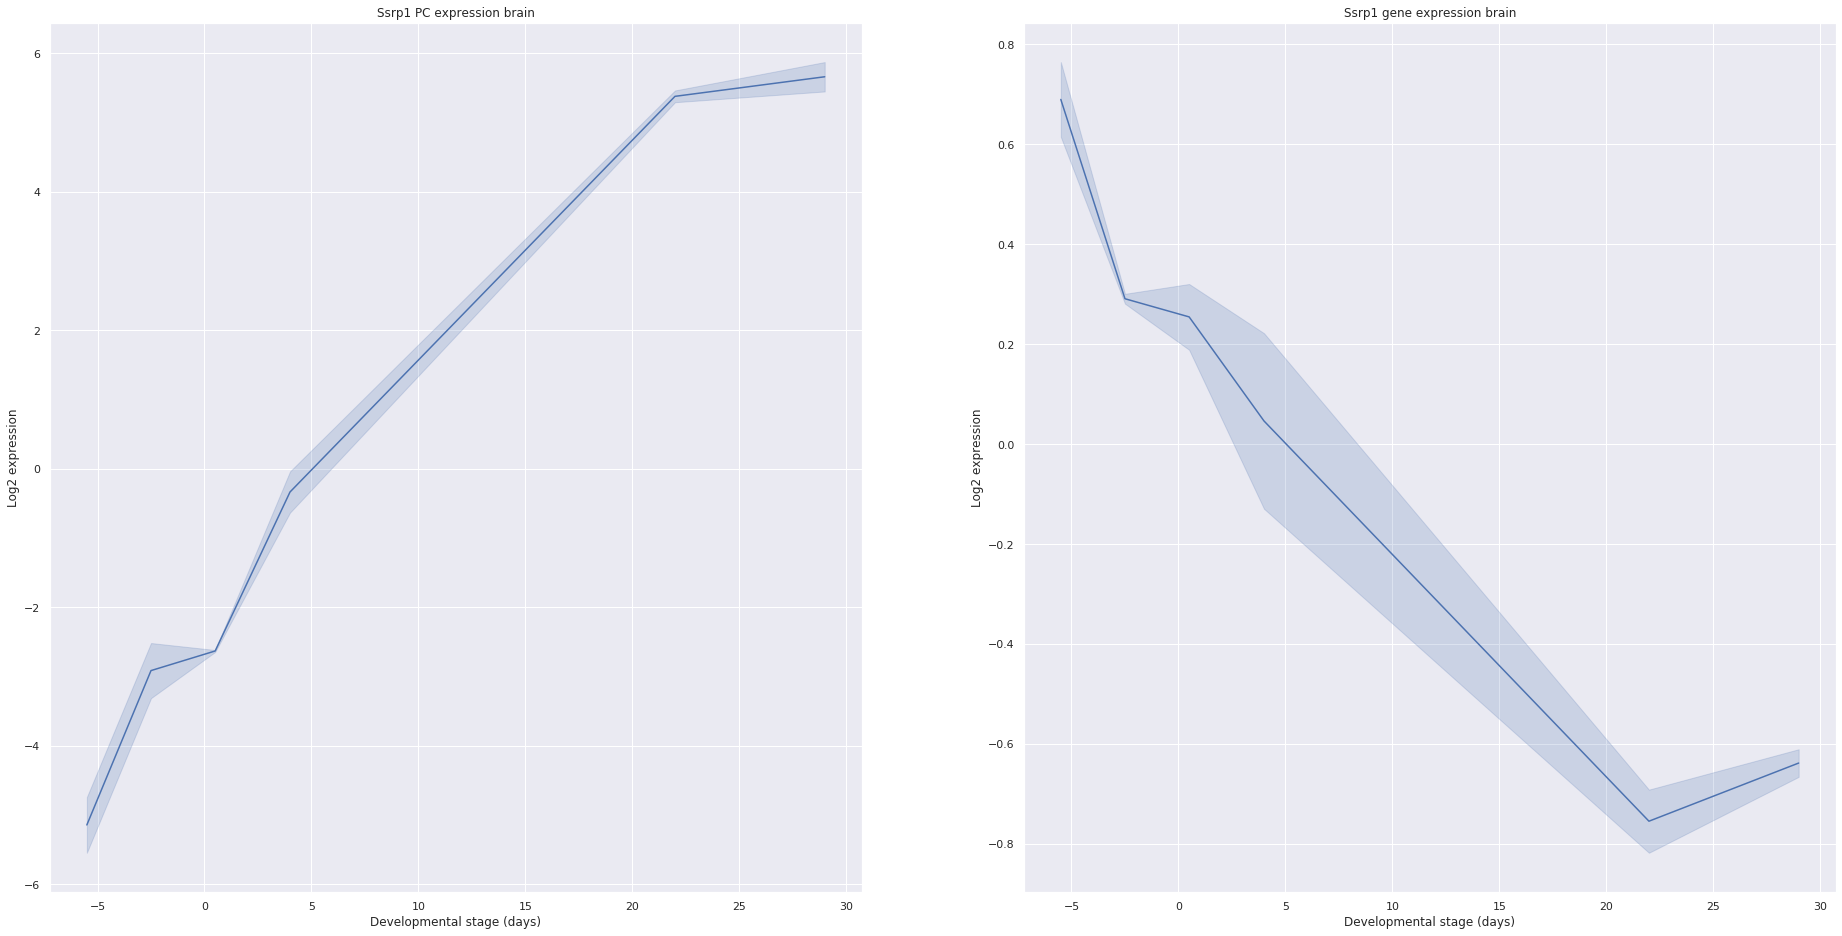 Ssrp1 PC expression brain
6
4
2
0
−2
−4
−6
Log2 expression
−5 0 5 10 15 20 25 30
Developmental stage (days)
Ssrp1 gene expression brain
0.8
0.6
0.4
0.2
0.0
−0.2
−0.4
−0.6
−0.8
Log2 expression
−5 0 5 10 15 20 25 30
Developmental stage (days)